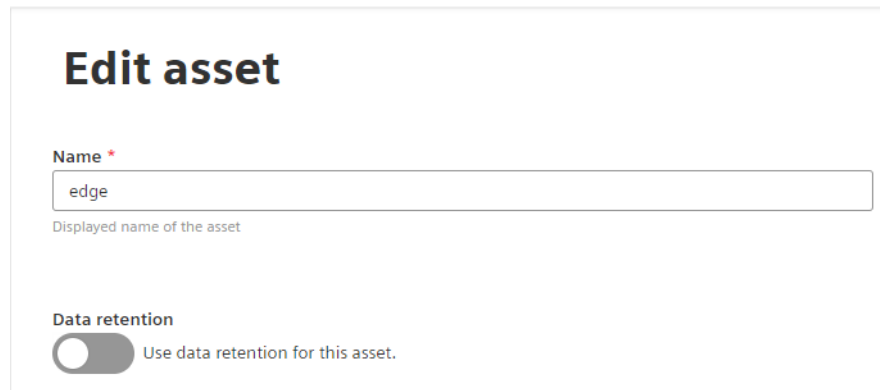 Edit asset
Name *
edge
Displayed name of the asset
Data retention
Use data retention for this asset.